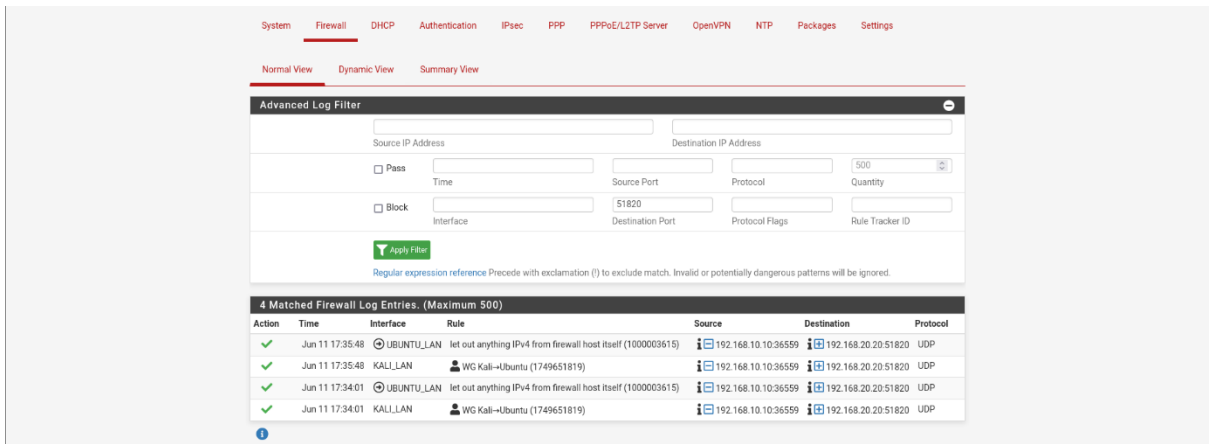 System Firewall DHCP Authentication IPsec PPP PPPoE/L2TP Server OpenVPN NTP Packages Settings
Normal View Dynamic View Summary View
Advanced Log Filter
Source IP Address Destination IP Address
Pass 500
Time Source Port Protocol Quantity
Block 51820
Interface Destination Port Protocol Flags Rule Tracker ID
Apply Filter
Regular expression reference Precede with exclamation (!) to exclude match. Invalid or potentially dangerous patterns will be ignored.
4 Matched Firewall Log Entries. (Maximum 500)
Action Time Interface Rule Source Destination Protocol
Jun 11 17:35:48 UBUNTU_LAN let out anything IPv4 from firewall host itself (1000003615) 192.168.10.10:36559 192.168.20.20:51820 UDP
Jun 11 17:35:48 KALI_LAN WG Kali→Ubuntu (1749651819) 192.168.10.10:36559 192.168.20.20:51820 UDP
Jun 11 17:34:01 UBUNTU_LAN let out anything IPv4 from firewall host itself (1000003615) 192.168.10.10:36559 192.168.20.20:51820 UDP
Jun 11 17:34:01 KALI_LAN WG Kali→Ubuntu (1749651819) 192.168.10.10:36559 192.168.20.20:51820 UDP